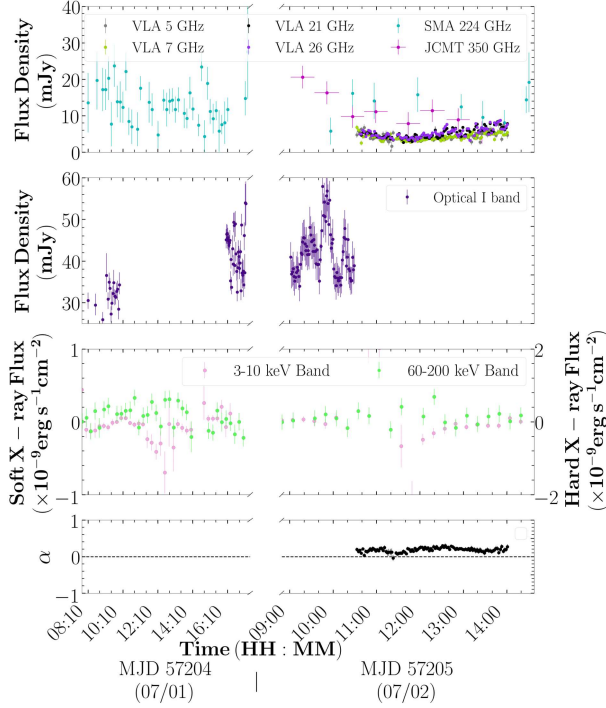 40
30
20
10
0
Flux Density
(mJy)
VLA 5 GHz
VLA 7 GHz
VLA 21 GHz
VLA 26 GHz
SMA 224 GHz
JCMT 350 GHz
60
50
40
30
Flux Density
(mJy)
Optical I band
1
0
−1
Soft X − ray Flux
(×10−9erg s−1cm−2)
3-10 keV Band
60-200 keV Band
2
0
−2
Hard X − ray Flux
(×10−9erg s−1cm−2)
1
0
−1
α
08:10
10:10
12:10
14:10
16:10
09:00
10:00
11:00
12:00
13:00
14:00
Time (HH : MM)
MJD 57204 | MJD 57205
(07/01) (07/02)